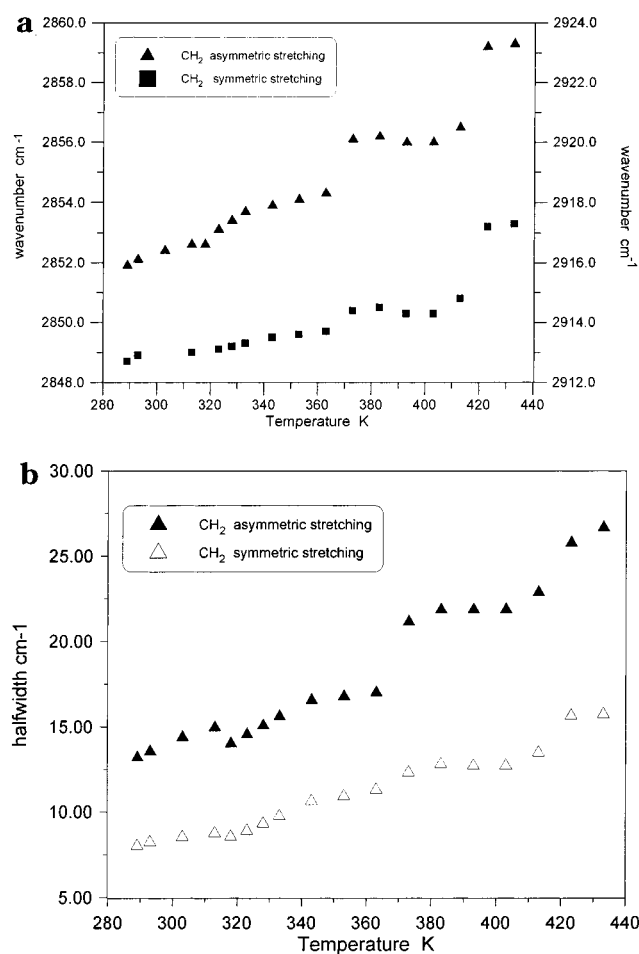 a
2860.0
2858.0
2856.0
2854.0
2852.0
2850.0
2848.0
wavenumber cm-1
2924.0
2922.0
2920.0
2918.0
2916.0
2914.0
2912.0
wavenumber cm-1
CH2 asymmetric stretching
CH2 symmetric stretching
280 300 320 340 360 380 400 420 440
Temperature K
b
30.00
25.00
20.00
15.00
10.00
5.00
halfwidth cm-1
CH2 asymmetric stretching
CH2 symmetric stretching
280 300 320 340 360 380 400 420 440
Temperature K